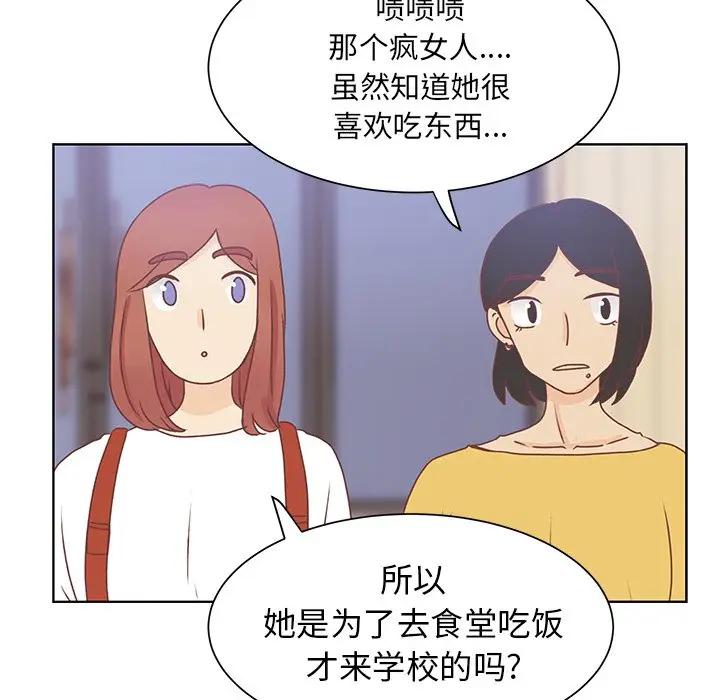 啧啧啧
那个疯女人....
虽然知道她很
喜欢吃东西...
所以
她是为了去食堂吃饭
才来学校的吗?